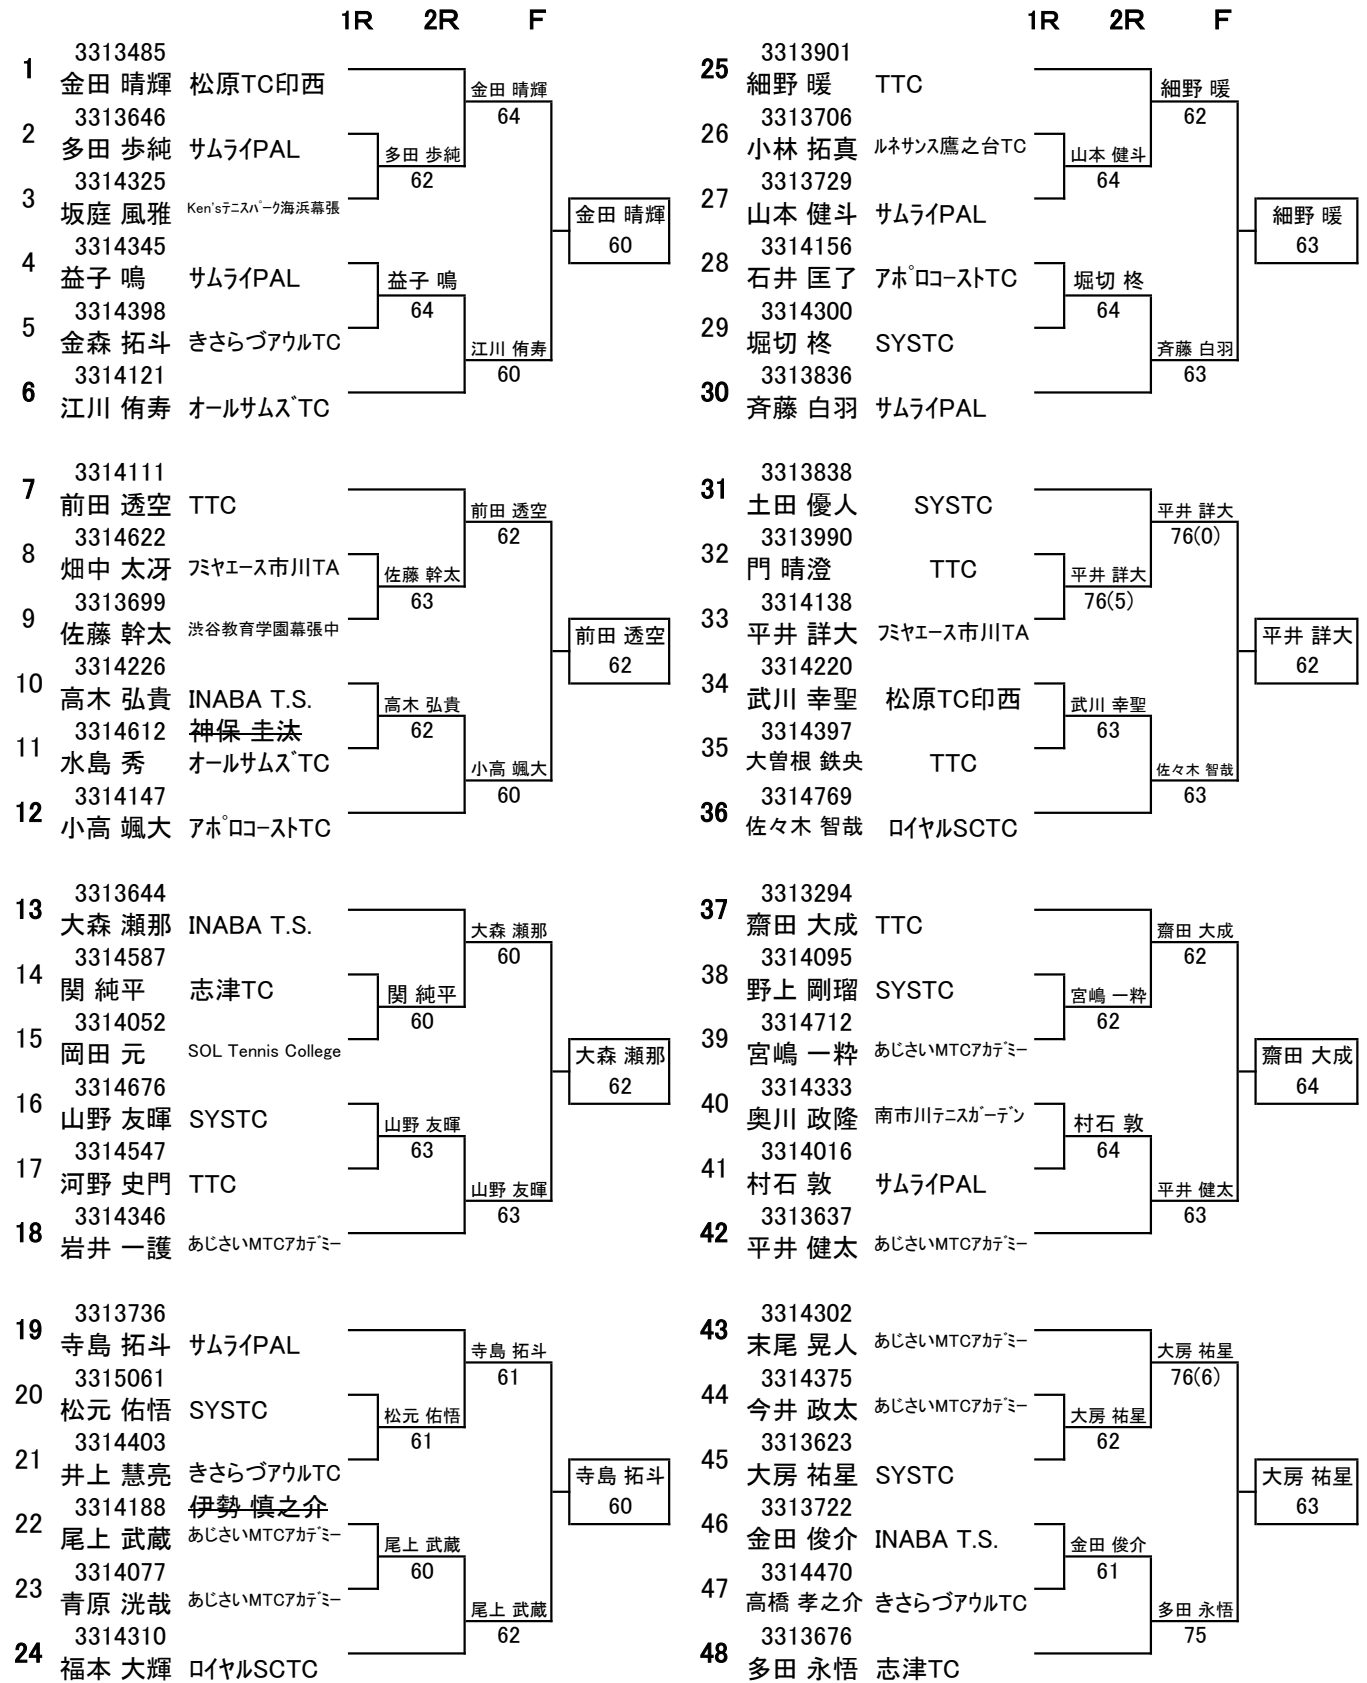 1R 2R F
3313485
1 金田 晴輝 松原TC印西
金田 晴輝
64
3313646
2 多田 歩純 サムライPAL
多田 歩純
62
3314325
3 坂庭 風雅 Ken'sテニスパーク海浜幕張
金田 晴輝
60
3314345
4 益子 鳴 サムライPAL
益子 鳴
64
3314398
5 金森 拓斗 きさらづアウルTC
江川 侑寿
60
3314121
6 江川 侑寿 オールサムズTC
3314111
7 前田 透空 TTC
前田 透空
62
3314622
8 畑中 太冴 フミヤエース市川TA
佐藤 幹太
63
3313699
9 佐藤 幹太 渋谷教育学園幕張中
前田 透空
62
3314226
10 高木 弘貴 INABA T.S.
高木 弘貴
62
3314612 神保 圭汰
11 水島 秀 オールサムズTC
小高 颯大
60
3314147
12 小高 颯大 アポロコーストTC
3313644
13 大森 瀬那 INABA T.S.
大森 瀬那
60
3314587
14 関 純平 志津TC
関 純平
60
3314052
15 岡田 元 SOL Tennis College
大森 瀬那
62
3314676
16 山野 友暉 SYSTC
山野 友暉
63
3314547
17 河野 史門 TTC
山野 友暉
63
3314346
18 岩井 一護 あじさいMTCアカデミー
3313736
19 寺島 拓斗 サムライPAL
寺島 拓斗
61
3315061
20 松元 佑悟 SYSTC
松元 佑悟
61
3314403
21 井上 慧亮 きさらづアウルTC
寺島 拓斗
60
3314188 伊勢 慎之介
22 尾上 武蔵 あじさいMTCアカデミー
尾上 武蔵
60
3314077
23 青原 洸哉 あじさいMTCアカデミー
尾上 武蔵
62
3314310
24 福本 大輝 ロイヤルSCTC
1R 2R F
3313901
25 細野 暖 TTC
細野 暖
62
3313706
26 小林 拓真 ルネサンス鷹之台TC
山本 健斗
64
3313729
27 山本 健斗 サムライPAL
細野 暖
63
3314156
28 石井 匡了 アポロコーストTC
堀切 柊
64
3314300
29 堀切 柊 SYSTC
斉藤 白羽
63
3313836
30 斉藤 白羽 サムライPAL
3313838
31 土田 優人 SYSTC
平井 詳大
76(0)
3313990
32 門 晴澄 TTC
平井 詳大
76(5)
3314138
33 平井 詳大 フミヤエース市川TA
平井 詳大
62
3314220
34 武川 幸聖 松原TC印西
武川 幸聖
63
3314397
35 大曽根 鉄央 TTC
佐々木 智哉
63
3314769
36 佐々木 智哉 ロイヤルSCTC
3313294
37 齋田 大成 TTC
齋田 大成
62
3314095
38 野上 剛瑠 SYSTC
宮嶋 一粋
62
3314712
39 宮嶋 一粋 あじさいMTCアカデミー
齋田 大成
64
3314333
40 奥川 政隆 南市川テニスガーデン
村石 敦
64
3314016
41 村石 敦 サムライPAL
平井 健太
63
3313637
42 平井 健太 あじさいMTCアカデミー
3314302
43 末尾 晃人 あじさいMTCアカデミー
大房 祐星
76(6)
3314375
44 今井 政太 あじさいMTCアカデミー
大房 祐星
62
3313623
45 大房 祐星 SYSTC
大房 祐星
63
3313722
46 金田 俊介 INABA T.S.
金田 俊介
61
3314470
47 高橋 孝之介 きさらづアウルTC
多田 永悟
75
3313676
48 多田 永悟 志津TC